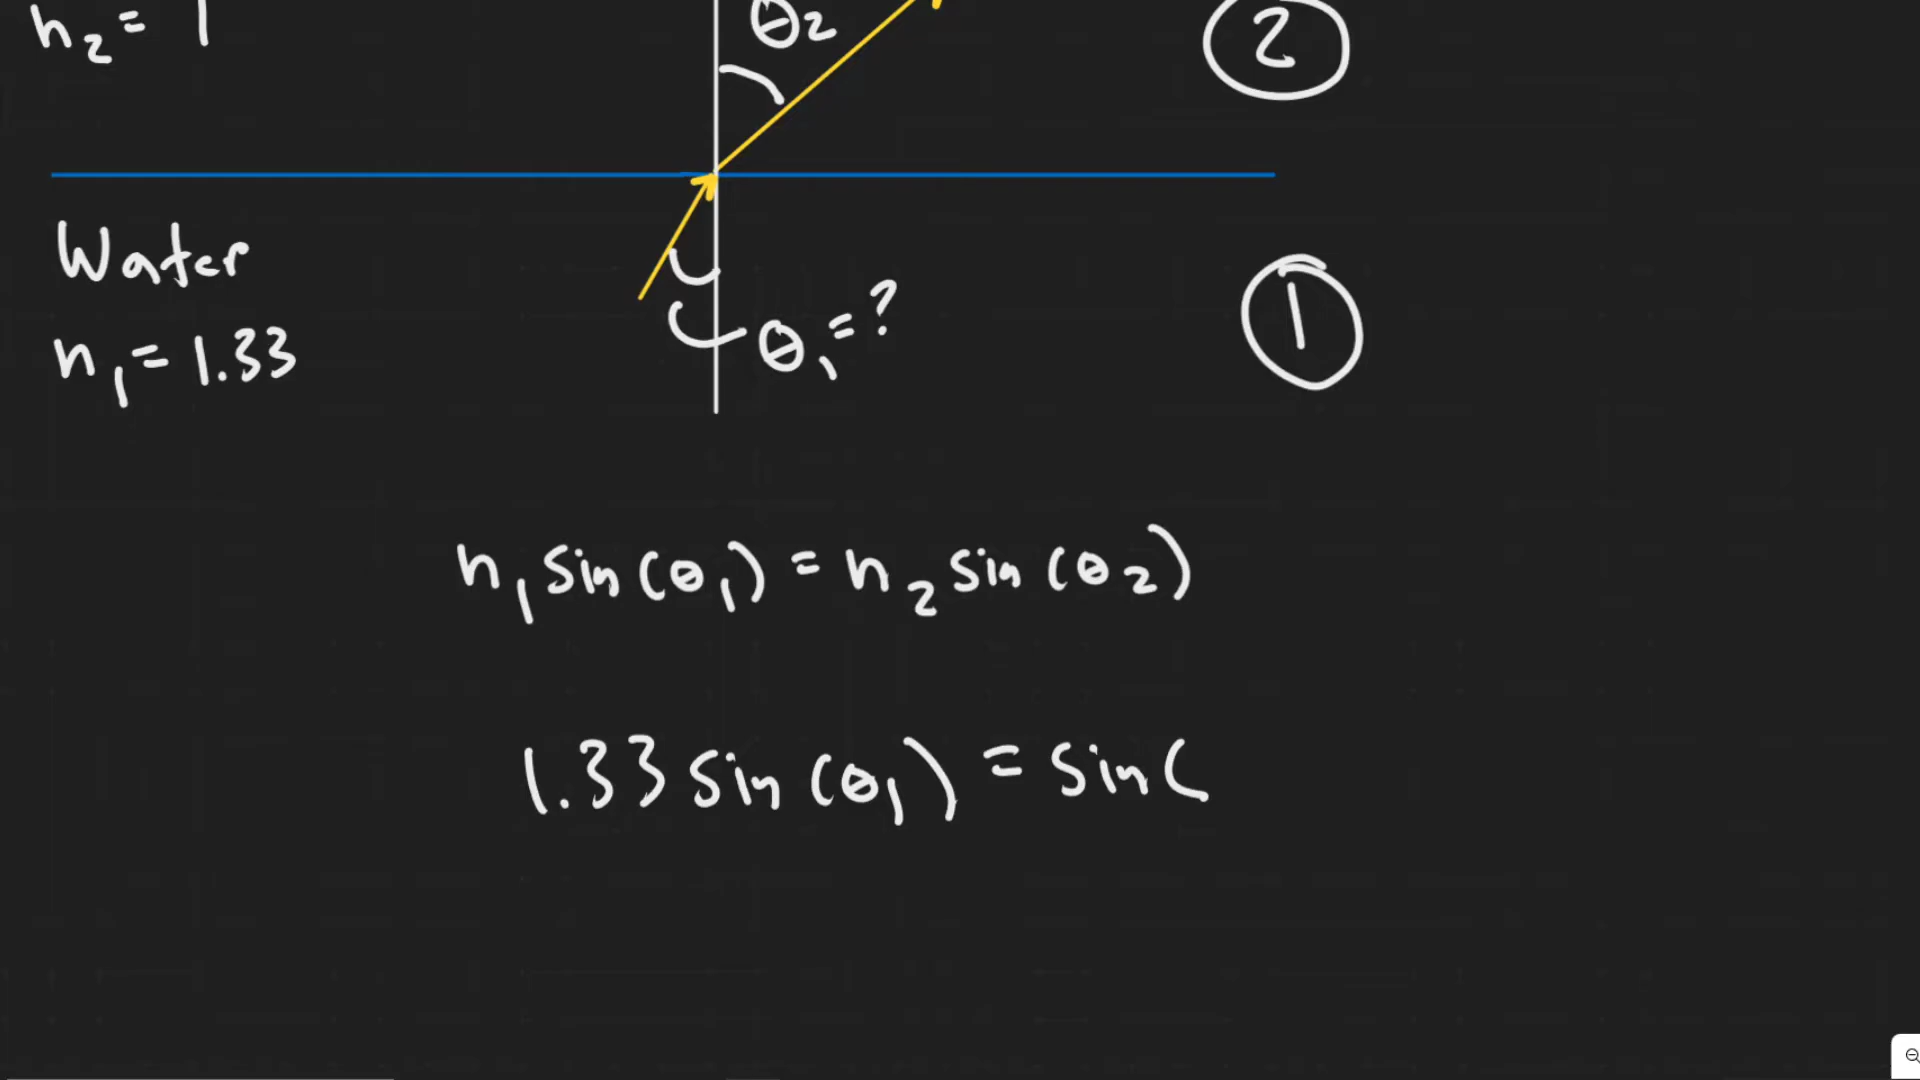 n₂ = 1
θ₂
2
Water
n₁ = 1.33
θ₁ = ?
1
n₁ sin(θ₁) = n₂ sin(θ₂)
1.33 sin(θ₁) = sin(